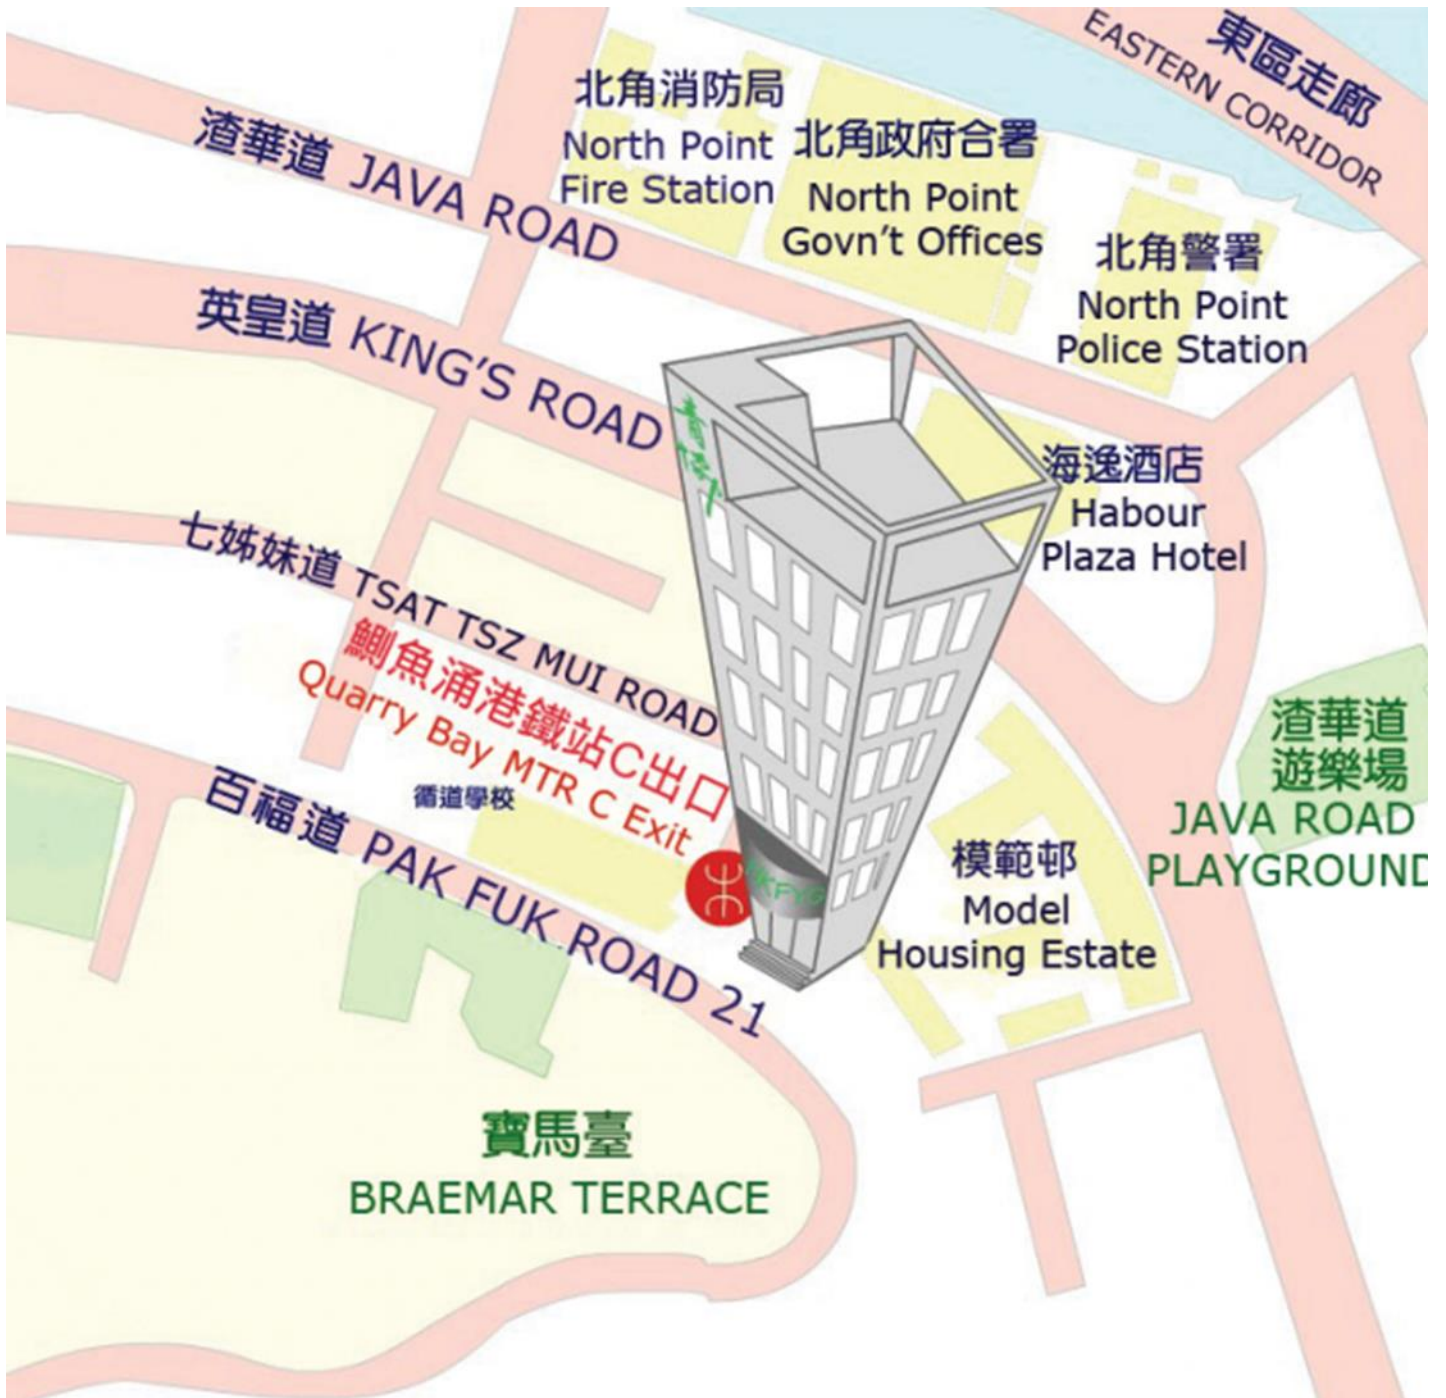 東區走廊
EASTERN CORRIDOR
北角消防局
North Point
Fire Station
北角政府合署
North Point
Govn't Offices
渣華道 JAVA ROAD
北角警署
North Point
Police Station
英皇道 KING'S ROAD
海逸酒店
Habour
Plaza Hotel
七姊妹道 TSAT TSZ MUI ROAD
鰂魚涌港鐵站C出口
Quarry Bay MTR C Exit
渣華道
遊樂場
JAVA ROAD
PLAYGROUND
循道學校
百福道 PAK FUK ROAD 21
模範邨
Model
Housing Estate
HKFYG
寶馬臺
BRAEMAR TERRACE